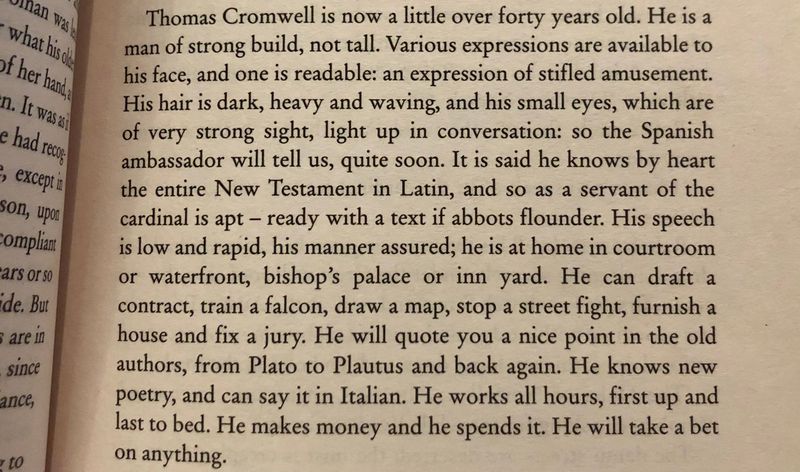 oman was
what his old
of her hand, a
n. It was as if
e had recog-
, except in
son, upon
compliant
ars or so
ide. But
s are in
, since
ance,
g to
Thomas Cromwell is now a little over forty years old. He is a
man of strong build, not tall. Various expressions are available to
his face, and one is readable: an expression of stifled amusement.
His hair is dark, heavy and waving, and his small eyes, which are
of very strong sight, light up in conversation: so the Spanish
ambassador will tell us, quite soon. It is said he knows by heart
the entire New Testament in Latin, and so as a servant of the
cardinal is apt – ready with a text if abbots flounder. His speech
is low and rapid, his manner assured; he is at home in courtroom
or waterfront, bishop's palace or inn yard. He can draft a
contract, train a falcon, draw a map, stop a street fight, furnish a
house and fix a jury. He will quote you a nice point in the old
authors, from Plato to Plautus and back again. He knows new
poetry, and can say it in Italian. He works all hours, first up and
last to bed. He makes money and he spends it. He will take a bet
on anything.